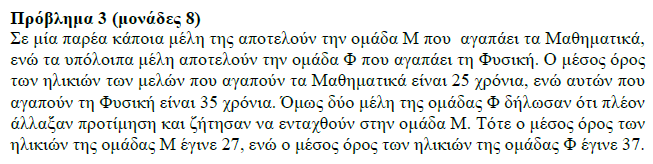 Πρόβλημα 3 (μονάδες 8)
Σε μία παρέα κάποια μέλη της αποτελούν την ομάδα Μ που αγαπάει τα Μαθηματικά,
ενώ τα υπόλοιπα μέλη αποτελούν την ομάδα Φ που αγαπάει τη Φυσική. Ο μέσος όρος
των ηλικιών των μελών που αγαπούν τα Μαθηματικά είναι 25 χρόνια, ενώ αυτών που
αγαπούν τη Φυσική είναι 35 χρόνια. Όμως δύο μέλη της ομάδας Φ δήλωσαν ότι πλέον
άλλαξαν προτίμηση και ζήτησαν να ενταχθούν στην ομάδα Μ. Τότε ο μέσος όρος των
ηλικιών της ομάδας Μ έγινε 27, ενώ ο μέσος όρος των ηλικιών της ομάδας Φ έγινε 37.